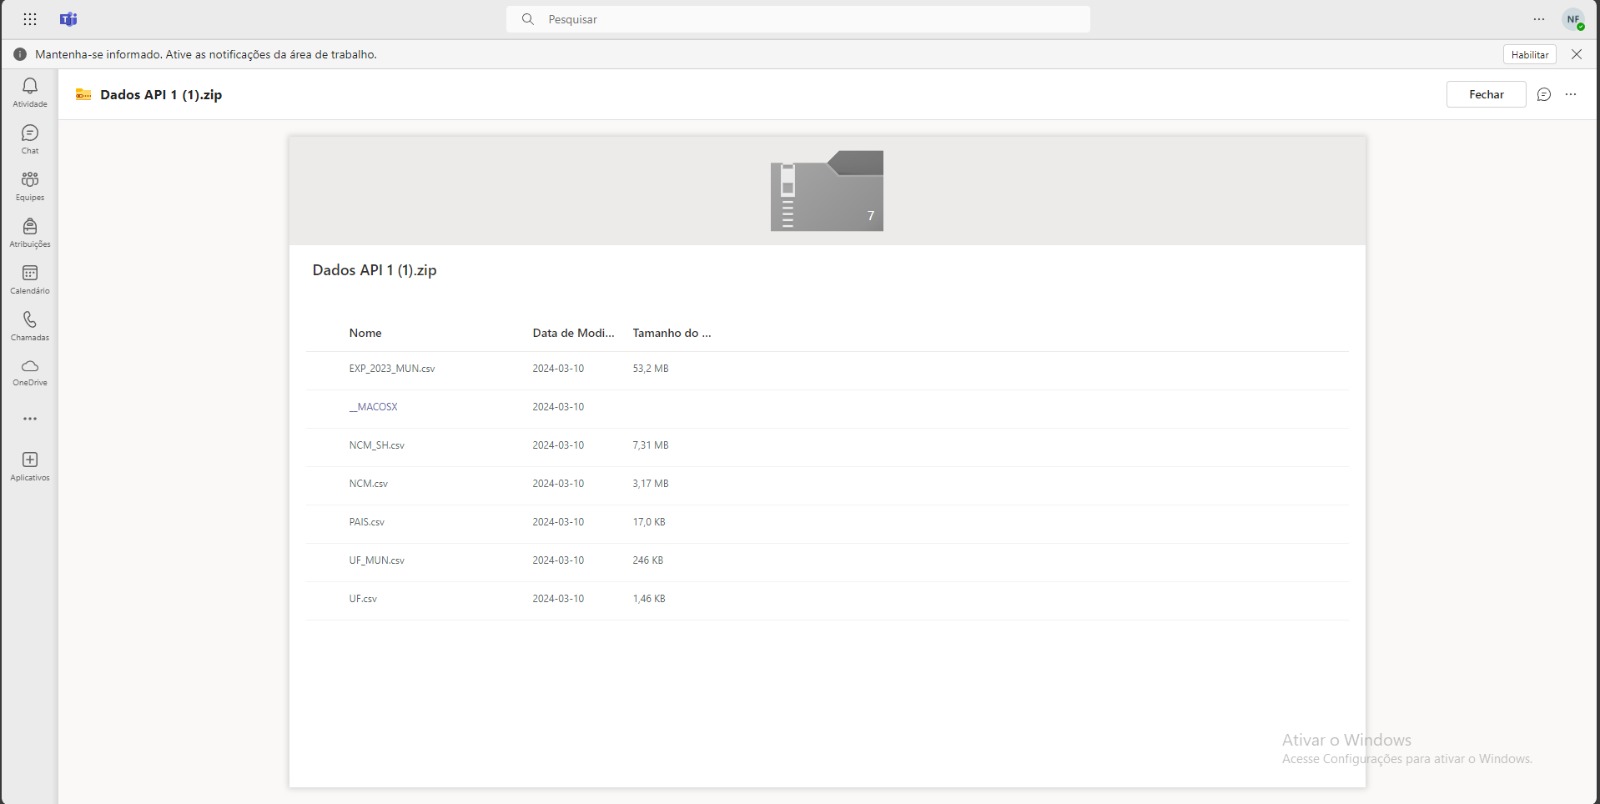 Pesquisar
NF
Mantenha-se informado. Ative as notificações da área de trabalho.
Habilitar
Atividade
Chat
Equipes
Atribuições
Calendário
Chamadas
OneDrive
Aplicativos
Dados API 1 (1).zip
Fechar
7
Dados API 1 (1).zip
Nome Data de Modi... Tamanho do ...
EXP_2023_MUN.csv 2024-03-10 53,2 MB
__MACOSX 2024-03-10
NCM_SH.csv 2024-03-10 7,31 MB
NCM.csv 2024-03-10 3,17 MB
PAIS.csv 2024-03-10 17,0 KB
UF_MUN.csv 2024-03-10 246 KB
UF.csv 2024-03-10 1,46 KB
Ativar o Windows
Acesse Configurações para ativar o Windows.